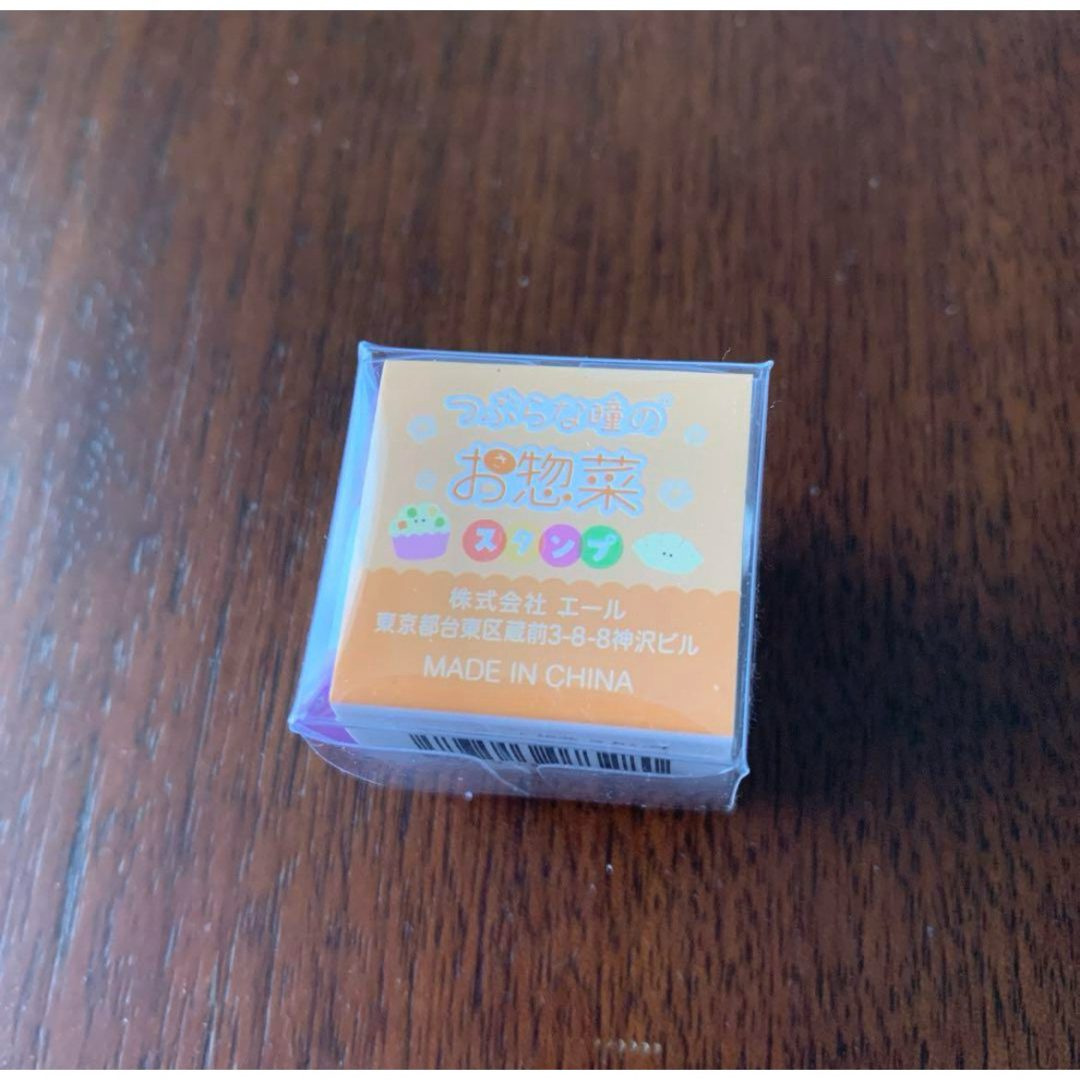 つぶらな瞳の
お惣菜
スタンプ
株式会社 エール
東京都台東区蔵前3-8-8神沢ビル
MADE IN CHINA